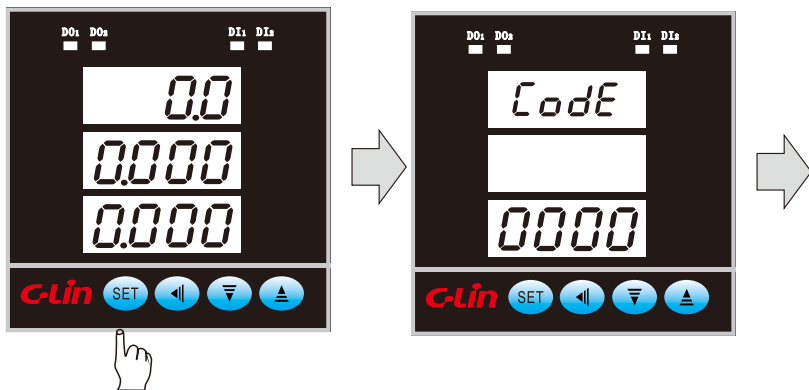 DO1 DO2 DI1 DI2
0.0
0.000
0.000
C-Lin SET
DO1 DO2 DI1 DI2
CodE
0000
C-Lin SET